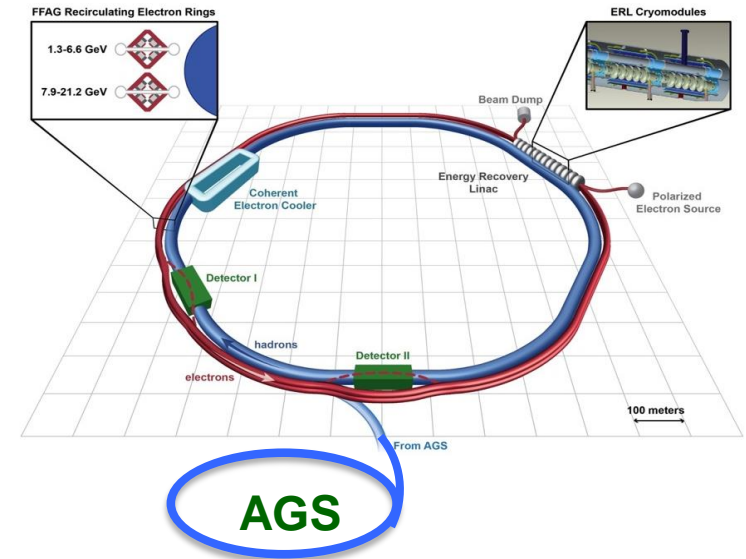 FFAG Recirculating Electron Rings
1.3-6.6 GeV
7.9-21.2 GeV
ERL Cryomodules
Beam Dump
Energy Recovery
Linac
Polarized
Electron Source
Coherent
Electron Cooler
Detector I
hadrons
Detector II
electrons
100 meters
From AGS
AGS